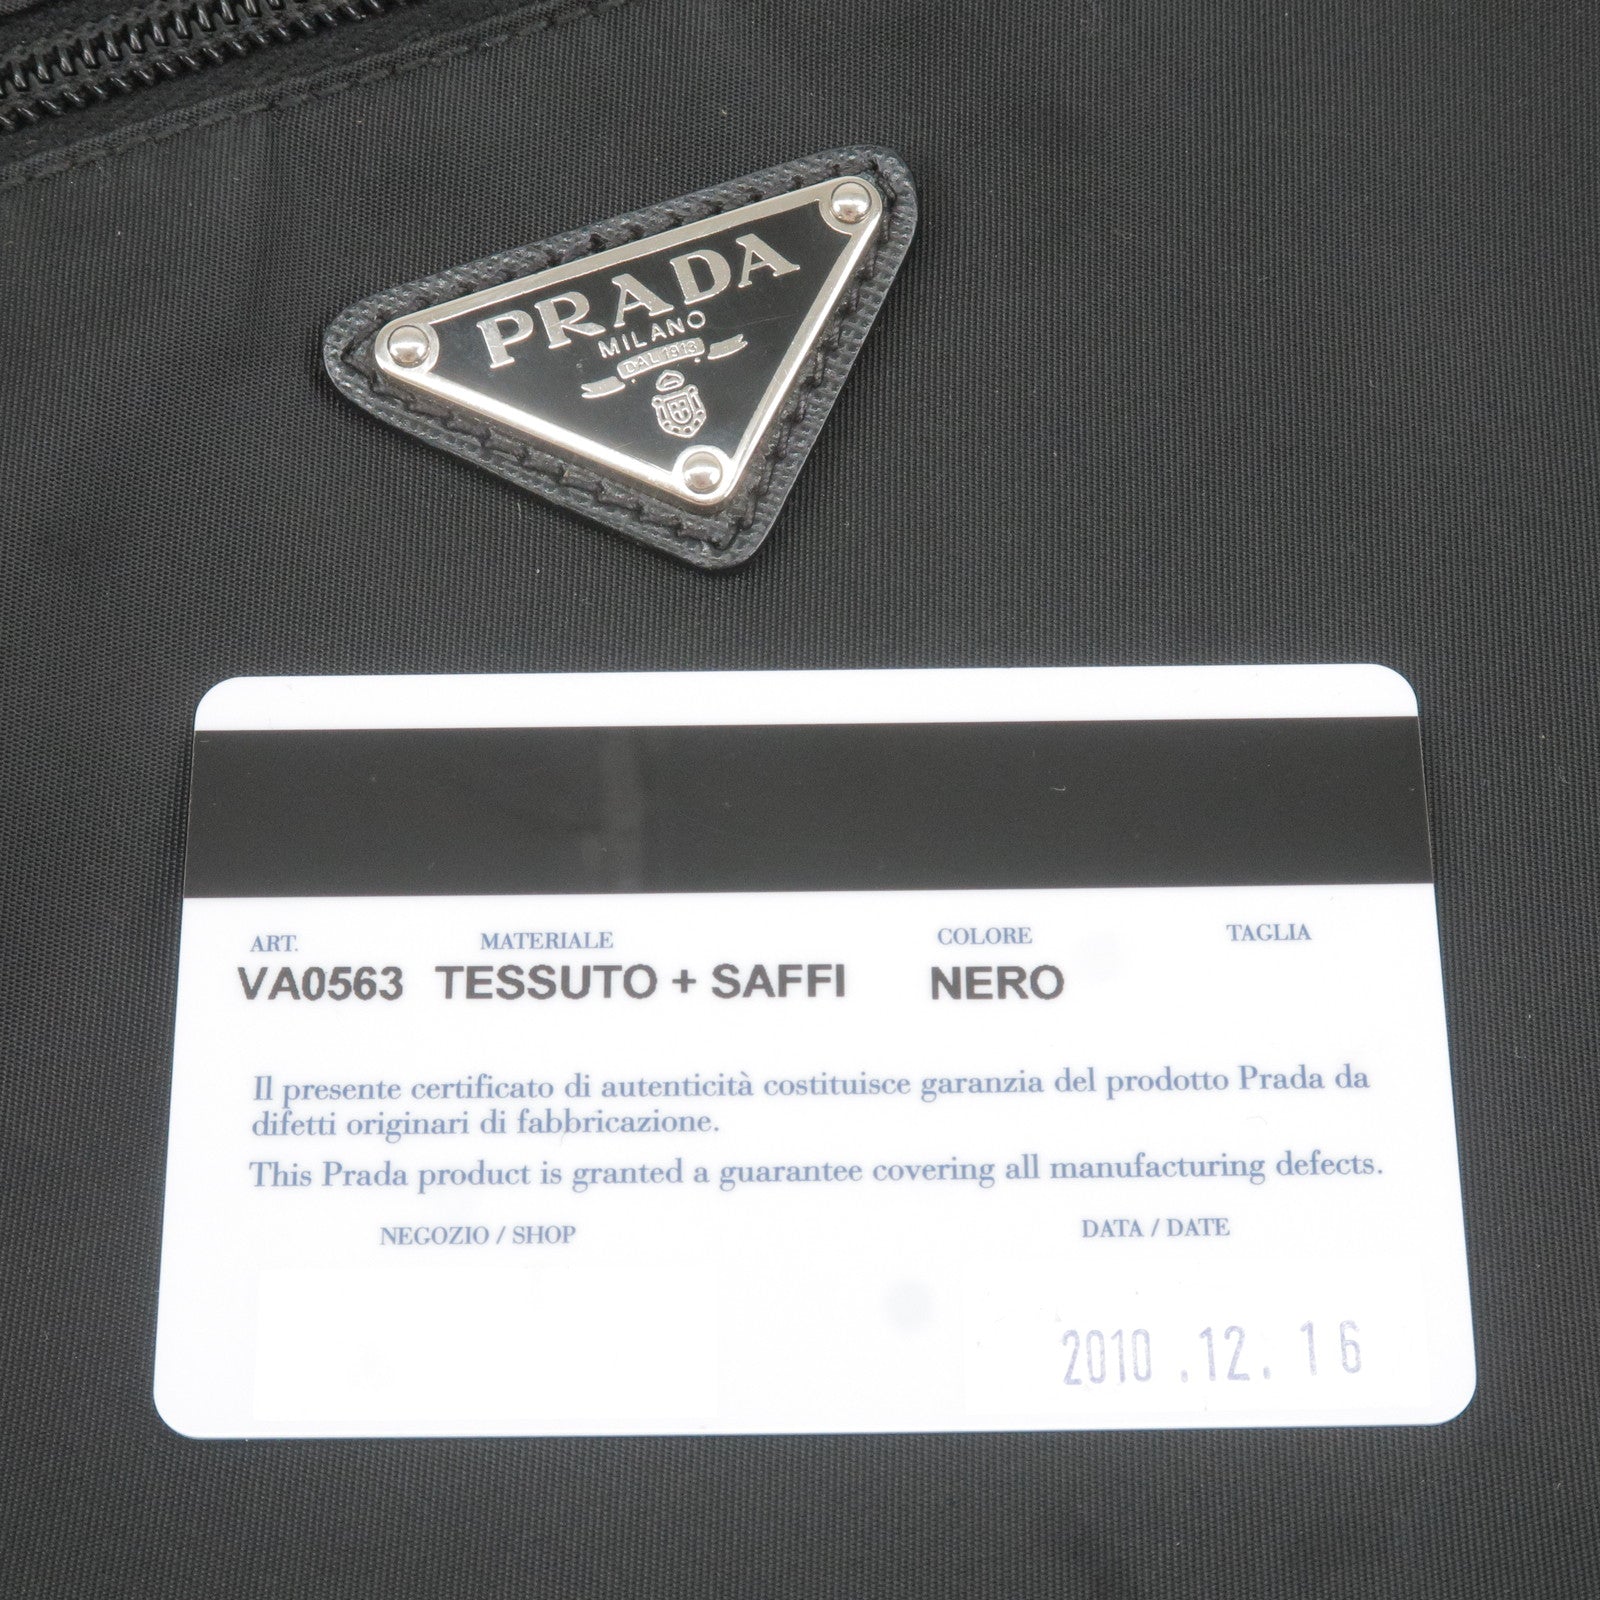 PRADA
MILANO
DAL 1913
ART. MATERIALE COLORE TAGLIA
VA0563 TESSUTO + SAFFI NERO
Il presente certificato di autenticità costituisce garanzia del prodotto Prada da
difetti originari di fabbricazione.
This Prada product is granted a guarantee covering all manufacturing defects.
NEGOZIO / SHOP DATA / DATE
2010 .12. 16